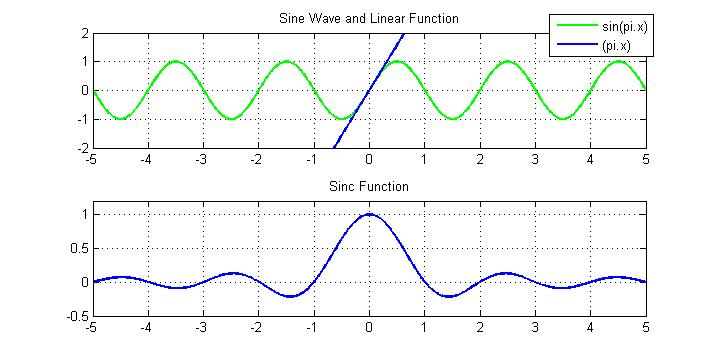 Sine Wave and Linear Function
sin(pi.x)
(pi.x)
2
1
0
-1
-2
-5 -4 -3 -2 -1 0 1 2 3 4 5
Sinc Function
1
0.5
0
-0.5
-5 -4 -3 -2 -1 0 1 2 3 4 5